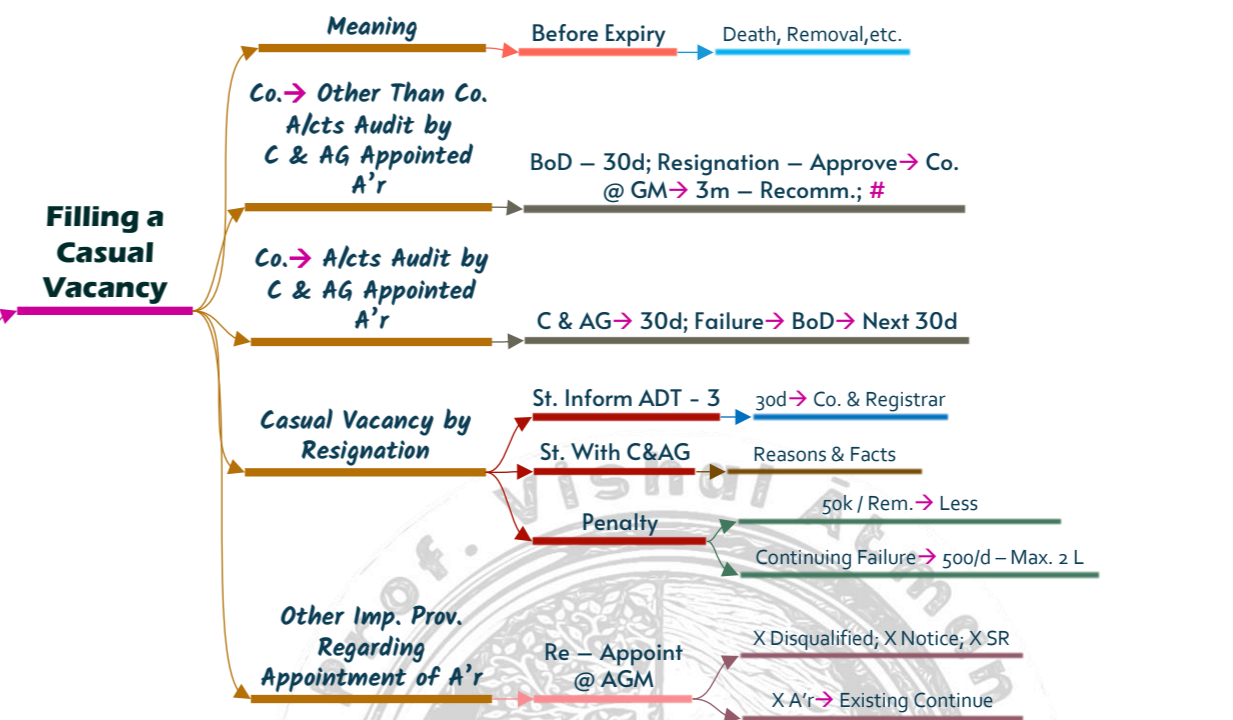 Meaning
Before Expiry
Death, Removal,etc.
Co.→ Other Than Co.
A/cts Audit by
C & AG Appointed
A'r
BoD – 30d; Resignation – Approve→ Co.
@ GM→ 3m – Recomm.; #
Filling a
Casual
Vacancy
Co.→ A/cts Audit by
C & AG Appointed
A'r
C & AG→ 30d; Failure→ BoD→ Next 30d
Casual Vacancy by
Resignation
St. Inform ADT - 3
30d→ Co. & Registrar
St. With C&AG
Reasons & Facts
Penalty
50k / Rem.→ Less
Continuing Failure→ 500/d – Max. 2 L
Other Imp. Prov.
Regarding
Appointment of A'r
Re – Appoint
@ AGM
X Disqualified; X Notice; X SR
X A'r→ Existing Continue
Prof. Vishal Ātman